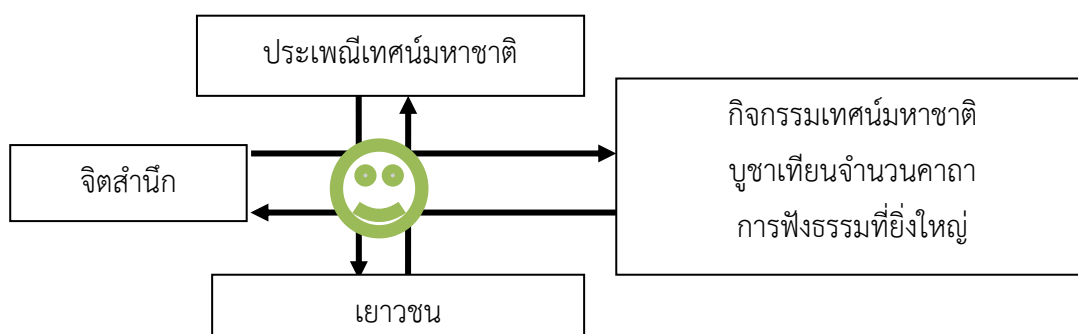 ประเพณีเทศน์มหาชาติ
กิจกรรมเทศน์มหาชาติ
บูชาเทียนจำนวนคาถา
การฟังธรรมที่ยิ่งใหญ่
จิตสำนึก
เยาวชน